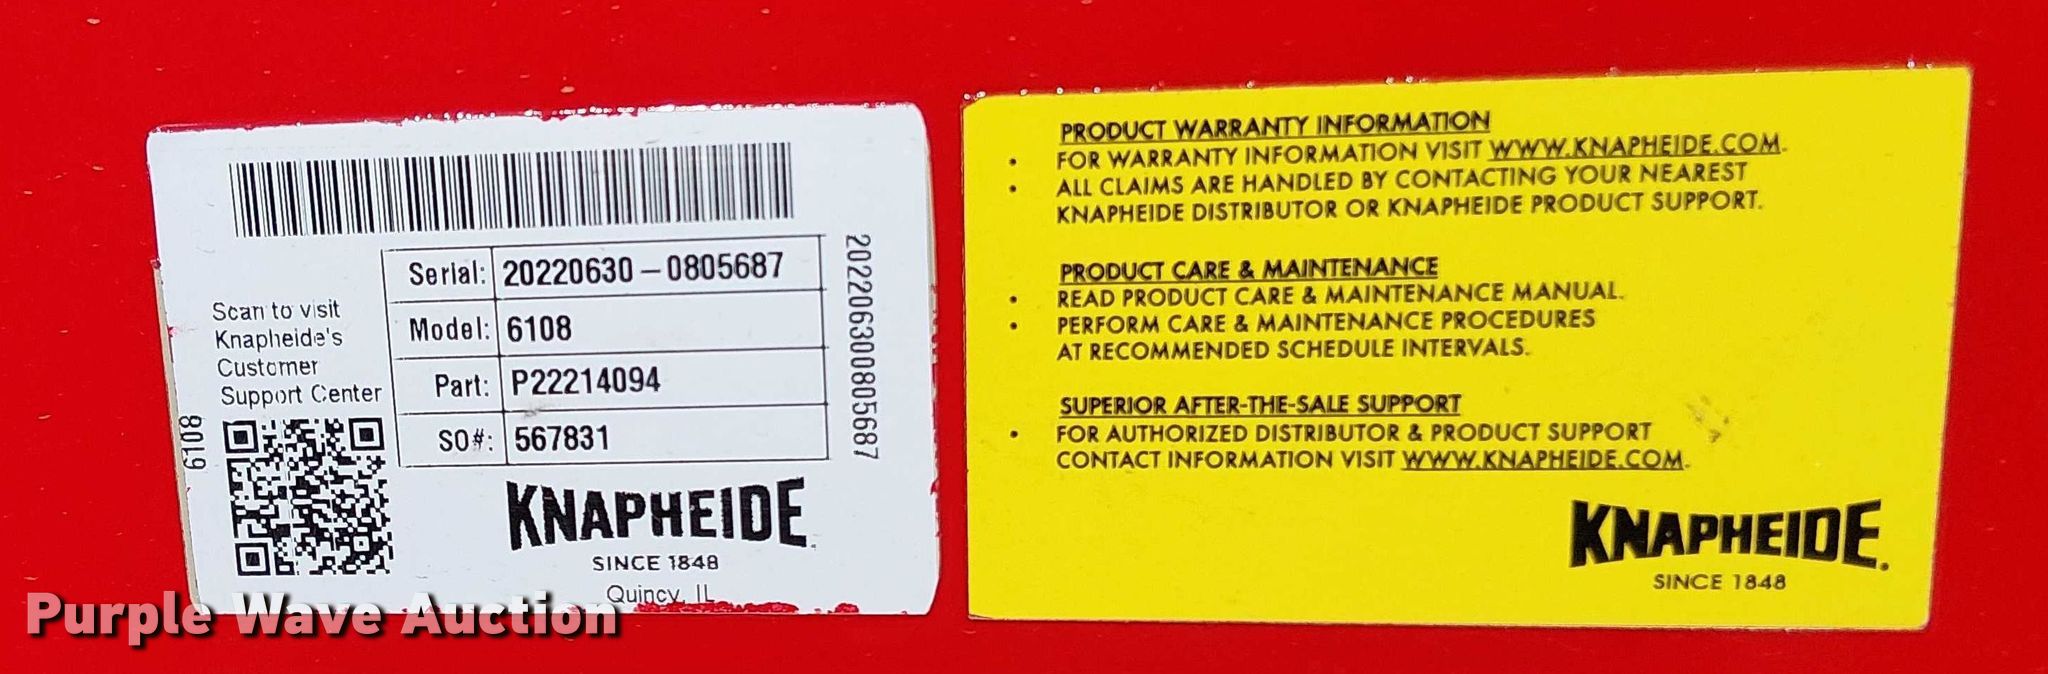 Serial: 20220630-0805687
Model: 6108
Part: P22214094
SO#: 567831
Scan to visit
Knapheide's
Customer
Support Center
6108
202206300805687
KNAPHEIDE
SINCE 1848
Quincy, IL
PRODUCT WARRANTY INFORMATION
• FOR WARRANTY INFORMATION VISIT WWW.KNAPHEIDE.COM.
• ALL CLAIMS ARE HANDLED BY CONTACTING YOUR NEAREST
KNAPHEIDE DISTRIBUTOR OR KNAPHEIDE PRODUCT SUPPORT.
PRODUCT CARE & MAINTENANCE
• READ PRODUCT CARE & MAINTENANCE MANUAL.
• PERFORM CARE & MAINTENANCE PROCEDURES
AT RECOMMENDED SCHEDULE INTERVALS.
SUPERIOR AFTER-THE-SALE SUPPORT
• FOR AUTHORIZED DISTRIBUTOR & PRODUCT SUPPORT
CONTACT INFORMATION VISIT WWW.KNAPHEIDE.COM.
KNAPHEIDE.
SINCE 1848
Purple Wave Auction